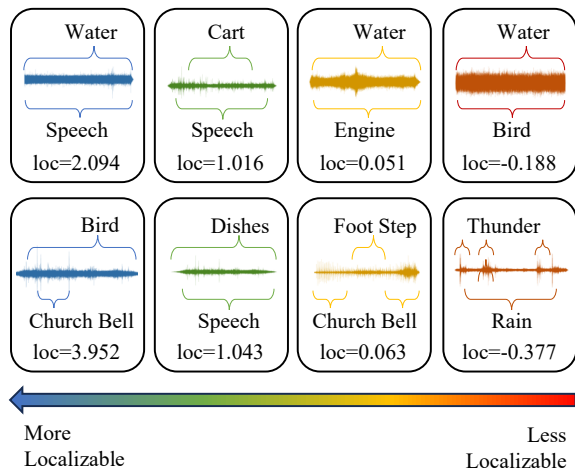 Water
Speech
loc=2.094
Cart
Speech
loc=1.016
Water
Engine
loc=0.051
Water
Bird
loc=-0.188
Bird
Church Bell
loc=3.952
Dishes
Speech
loc=1.043
Foot Step
Church Bell
loc=0.063
Thunder
Rain
loc=-0.377
More
Localizable
Less
Localizable